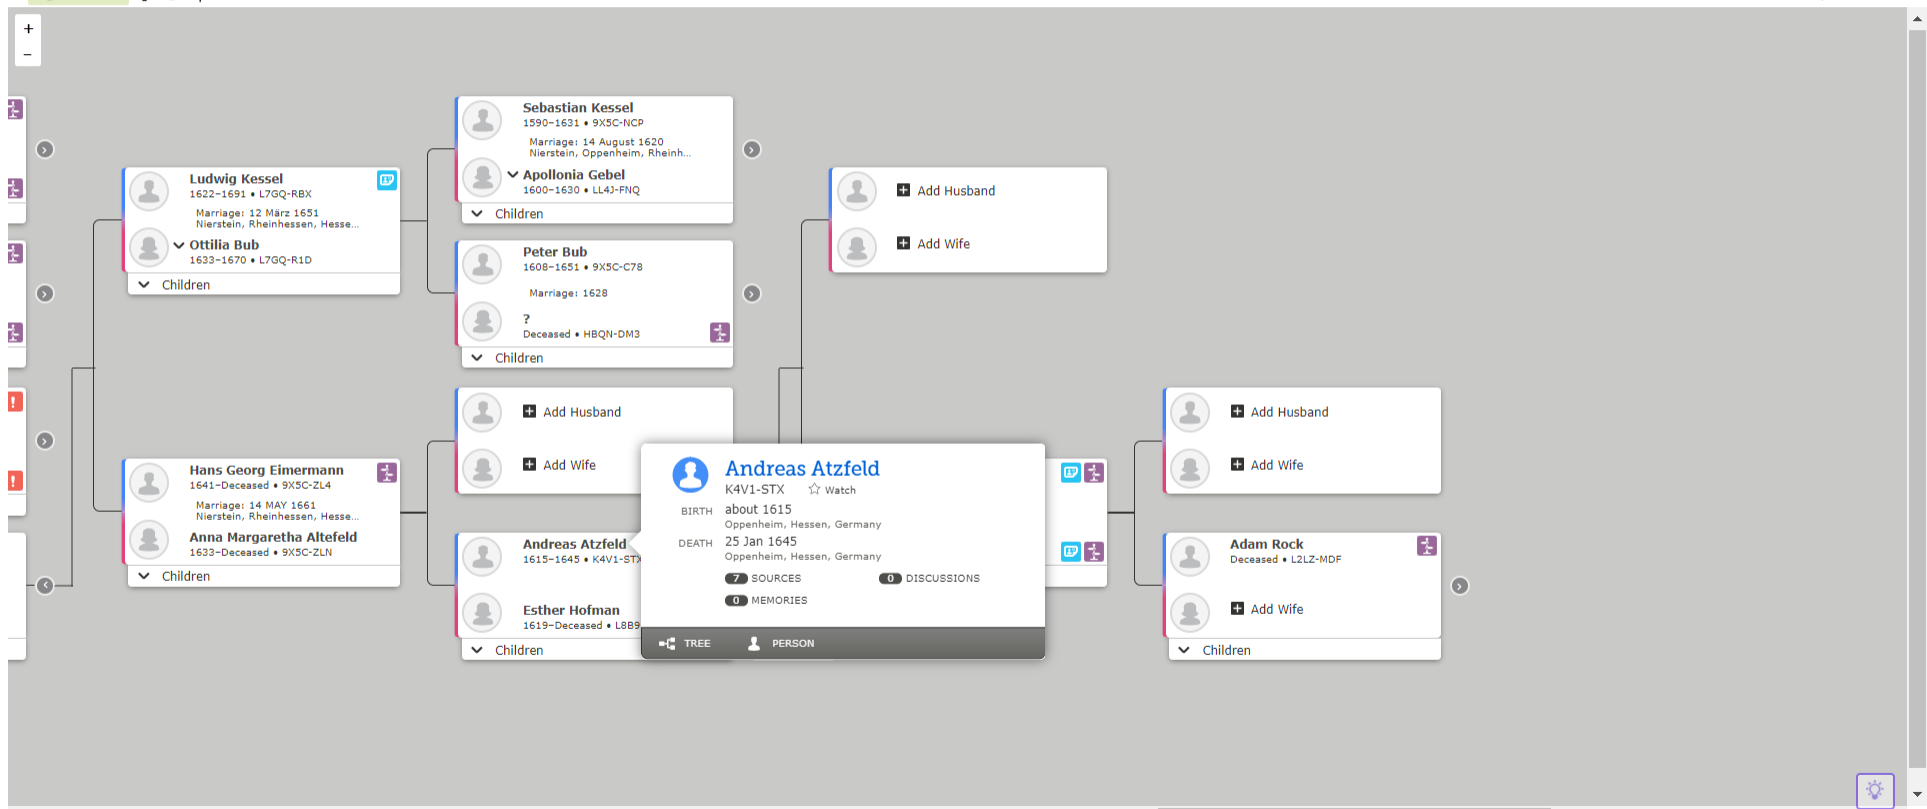 +
−
Ludwig Kessel
1622–1691 • L7GQ-RBX
Marriage: 12 März 1651
Nierstein, Rheinhessen, Hesse...
Ottilia Bub
1633–1670 • L7GQ-R1D
Children
Hans Georg Eimermann
1641–Deceased • 9X5C-ZL4
Marriage: 14 MAY 1661
Nierstein, Rheinhessen, Hesse...
Anna Margaretha Altefeld
1633–Deceased • 9X5C-ZLN
Children
Sebastian Kessel
1590–1631 • 9X5C-NCP
Marriage: 14 August 1620
Nierstein, Oppenheim, Rheinh...
Apollonia Gebel
1600–1630 • LL4J-FNQ
Children
Peter Bub
1608–1651 • 9X5C-C78
Marriage: 1628
?
Deceased • HBQN-DM3
Children
Add Husband
Add Wife
Andreas Atzfeld
1615–1645 • K4V1-STX
Esther Hofman
1619–Deceased • L8B9
Children
Andreas Atzfeld
K4V1-STX Watch
BIRTH about 1615
Oppenheim, Hessen, Germany
DEATH 25 Jan 1645
Oppenheim, Hessen, Germany
7 SOURCES 0 DISCUSSIONS
0 MEMORIES
TREE PERSON
Add Husband
Add Wife
Add Husband
Add Wife
Adam Rock
Deceased • L2LZ-MDF
Add Wife
Children